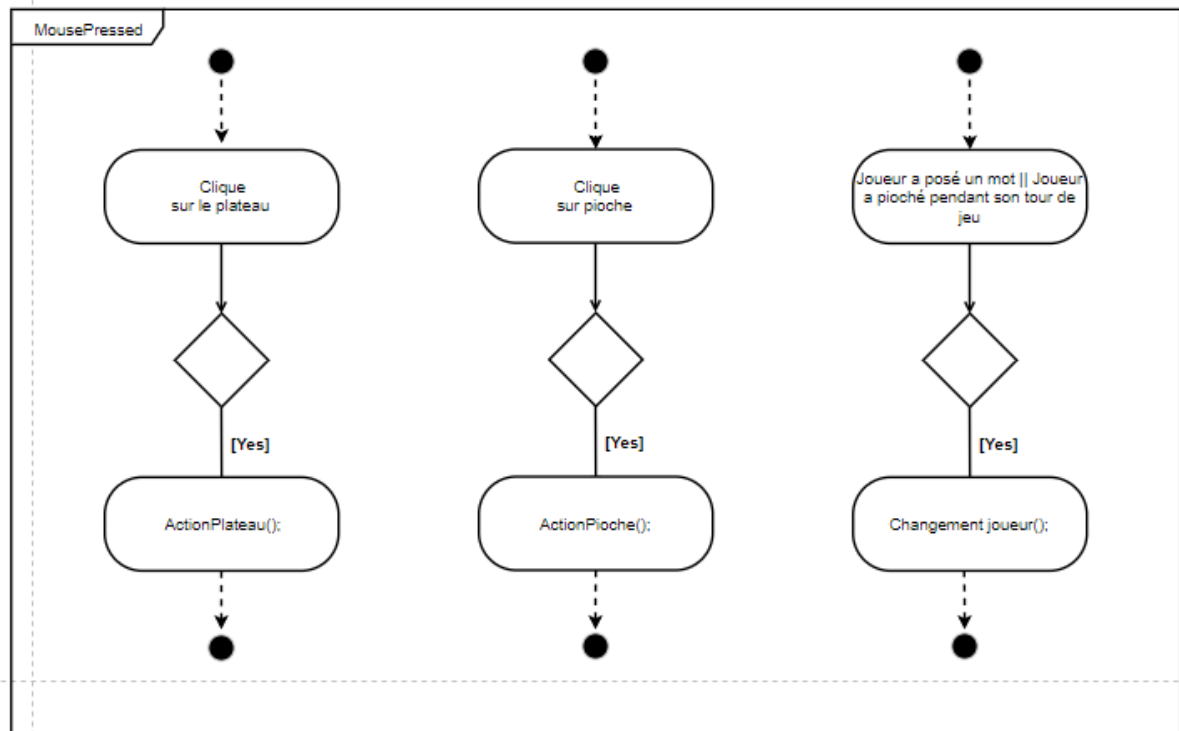 MousePressed
Clique
sur le plateau
Clique
sur pioche
Joueur a posé un mot || Joueur
a pioché pendant son tour de
jeu
[Yes]
[Yes]
[Yes]
ActionPlateau();
ActionPioche();
Changement joueur();